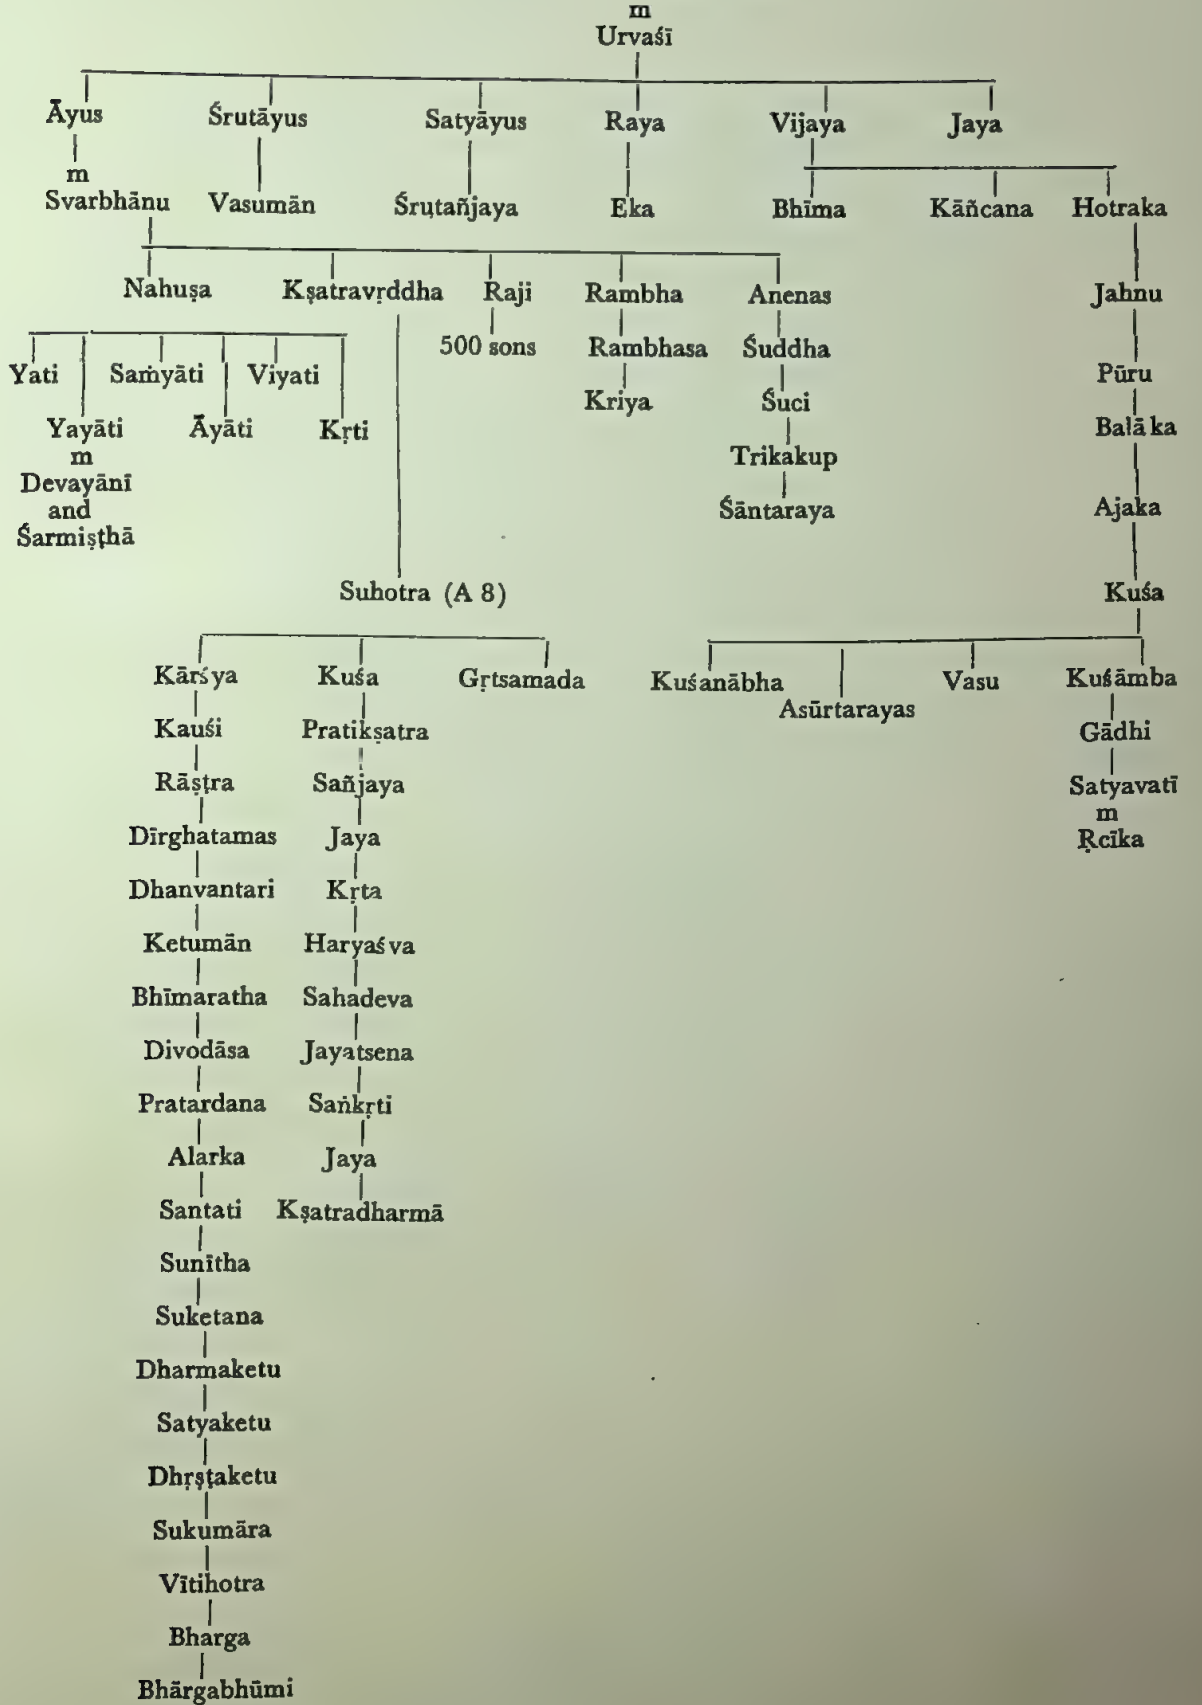 m
Urvaśī
Āyus Śrutāyus Satyāyus Raya Vijaya Jaya
m
Svarbhānu Vasumān Śrutañjaya Eka Bhīma Kāñcana Hotraka
Nahuṣa Kṣatravṛddha Raji Rambha Anenas Jahnu
500 sons Rambhasa Śuddha
Yati Saṁyāti Viyati Pūru
Kriya Śuci
Yayāti Āyāti Kṛti Balāka
m Trikakup
Devayānī
and Śāntaraya Ajaka
Śarmiṣṭhā
Suhotra (A 8) Kuśa
Kārśya Kuśa Gṛtsamada Kuśanābha Vasu Kuśāmba
Asūrtarayas
Kauśi Pratikṣatra Gādhi
Rāṣṭra Sañjaya Satyavatī
m
Dīrghatamas Jaya Ṛcīka
Dhanvantari Kṛta
Ketumān Haryaśva
Bhīmaratha Sahadeva
Divodāsa Jayatsena
Pratardana Saṅkṛti
Alarka Jaya
Santati Kṣatradharmā
Sunītha
Suketana
Dharmaketu
Satyaketu
Dhṛṣṭaketu
Sukumāra
Vītihotra
Bharga
Bhārgabhūmi